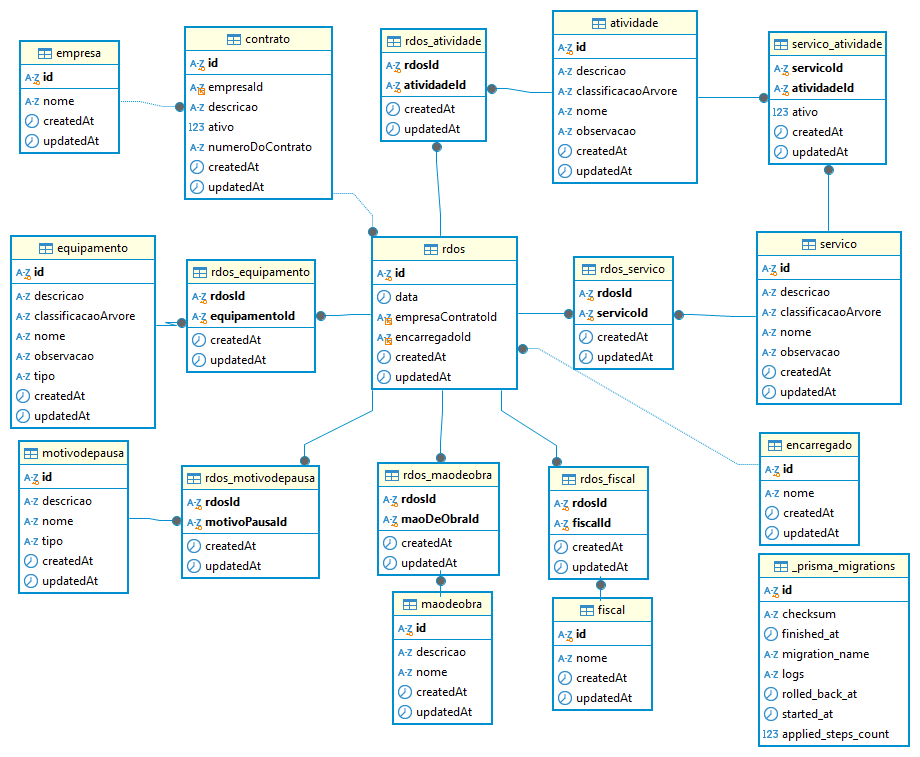 empresa
id
nome
createdAt
updatedAt
contrato
id
empresaId
descricao
ativo
numeroDoContrato
createdAt
updatedAt
rdos_atividade
rdosId
atividadeId
createdAt
updatedAt
atividade
id
descricao
classificacaoArvore
nome
observacao
createdAt
updatedAt
servico_atividade
servicoId
atividadeId
ativo
createdAt
updatedAt
equipamento
id
descricao
classificacaoArvore
nome
observacao
tipo
createdAt
updatedAt
rdos_equipamento
rdosId
equipamentoId
createdAt
updatedAt
rdos
id
data
empresaContratoId
encarregadoId
createdAt
updatedAt
rdos_servico
rdosId
servicoId
createdAt
updatedAt
servico
id
descricao
classificacaoArvore
nome
observacao
createdAt
updatedAt
motivodepausa
id
descricao
nome
tipo
createdAt
updatedAt
rdos_motivodepausa
rdosId
motivoPausaId
createdAt
updatedAt
rdos_maodeobra
rdosId
maoDeObraId
createdAt
updatedAt
rdos_fiscal
rdosId
fiscalId
createdAt
updatedAt
encarregado
id
nome
createdAt
updatedAt
maodeobra
id
descricao
nome
createdAt
updatedAt
fiscal
id
nome
createdAt
updatedAt
_prisma_migrations
id
checksum
finished_at
migration_name
logs
rolled_back_at
started_at
123 applied_steps_count